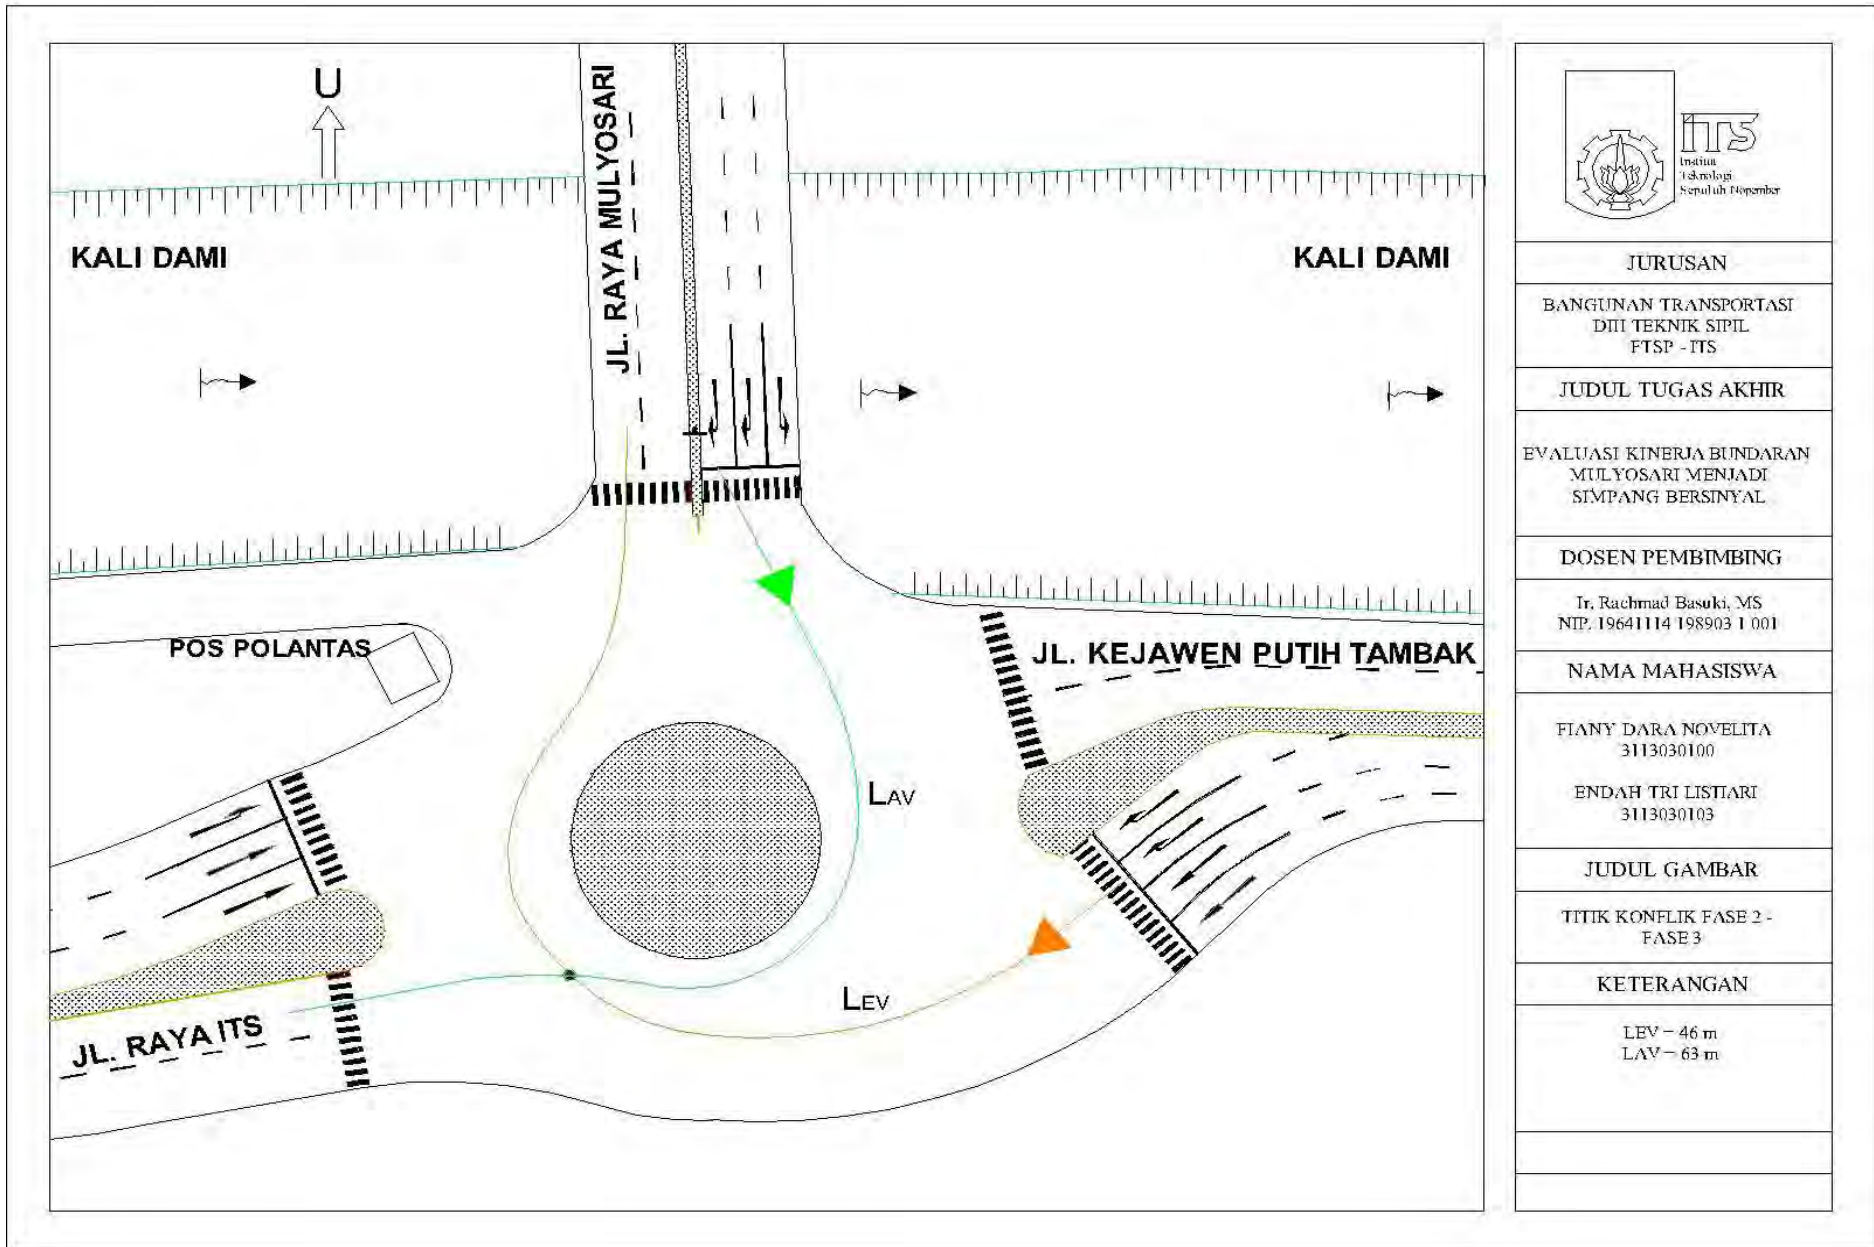 U
JL. RAYA MULYOSARI
KALI DAMI
KALI DAMI
POS POLANTAS
JL. KEJAWEN PUTIH TAMBAK
LAV
LEV
JL. RAYA ITS
ITS
Institut
Teknologi
Sepuluh Nopember
JURUSAN
BANGUNAN TRANSPORTASI
DIII TEKNIK SIPIL
FTSP - ITS
JUDUL TUGAS AKHIR
EVALUASI KINERJA BUNDARAN
MULYOSARI MENJADI
SIMPANG BERSINYAL
DOSEN PEMBIMBING
Ir. Rachmad Basuki, MS
NIP. 19641114 198903 1 001
NAMA MAHASISWA
FIANY DARA NOVELITA
3113030100
ENDAH TRI LISTIARI
3113030103
JUDUL GAMBAR
TITIK KONFLIK FASE 2 -
FASE 3
KETERANGAN
LEV = 46 m
LAV = 63 m